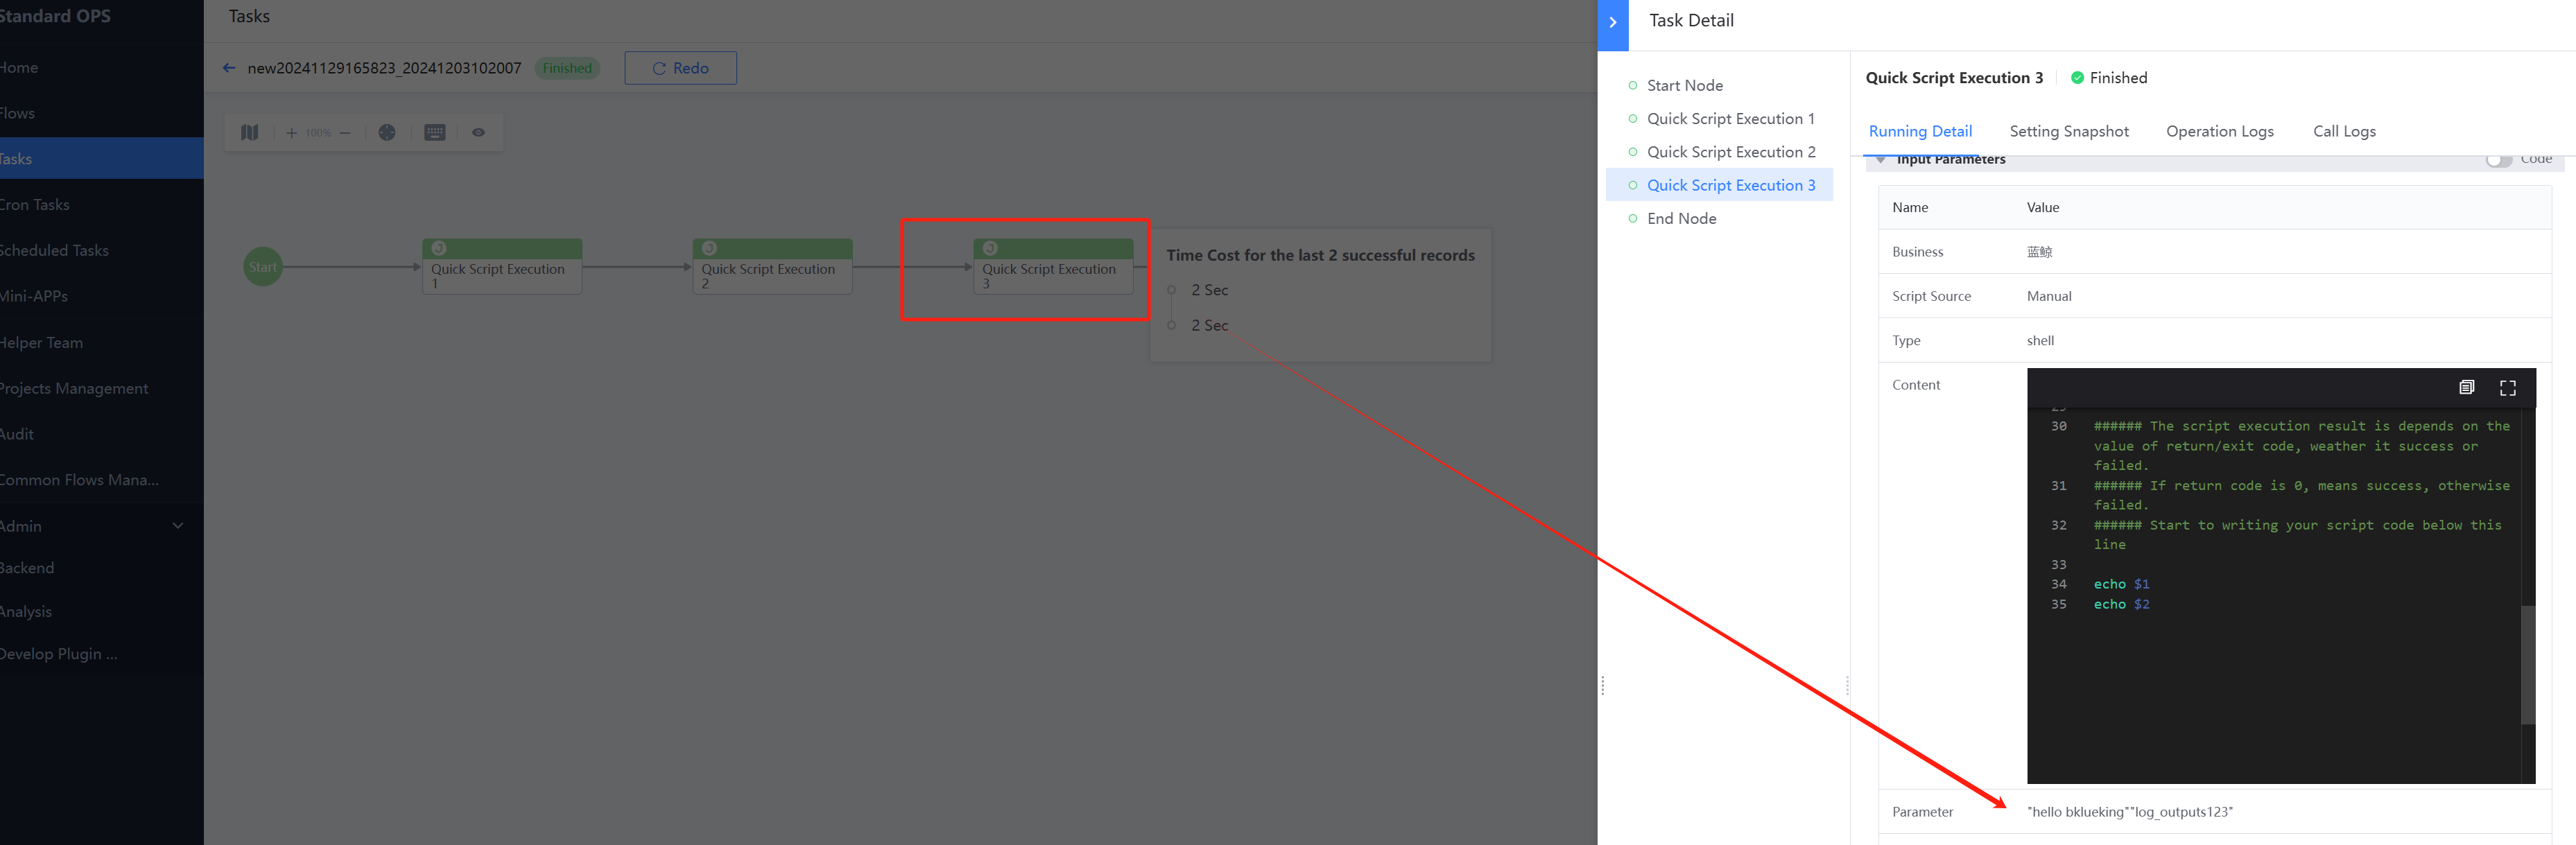 Standard OPS
Home
Flows
Tasks
Cron Tasks
Scheduled Tasks
Mini-APPs
Helper Team
Projects Management
Audit
Common Flows Mana...
Admin
Backend
Analysis
Develop Plugin ...
Tasks
new20241129165823_20241203102007 Finished Redo
100%
Start
Quick Script Execution
1
Quick Script Execution
2
Quick Script Execution
3
Time Cost for the last 2 successful records
2 Sec
2 Sec
Task Detail
Start Node
Quick Script Execution 1
Quick Script Execution 2
Quick Script Execution 3
End Node
Quick Script Execution 3 Finished
Running Detail Setting Snapshot Operation Logs Call Logs
Input Parameters Code
Name Value
Business 蓝鲸
Script Source Manual
Type shell
Content
29
30 ###### The script execution result is depends on the
value of return/exit code, weather it success or
failed.
31 ###### If return code is 0, means success, otherwise
failed.
32 ###### Start to writing your script code below this
line
33
34 echo $1
35 echo $2
Parameter "hello bklueking""log_outputs123"